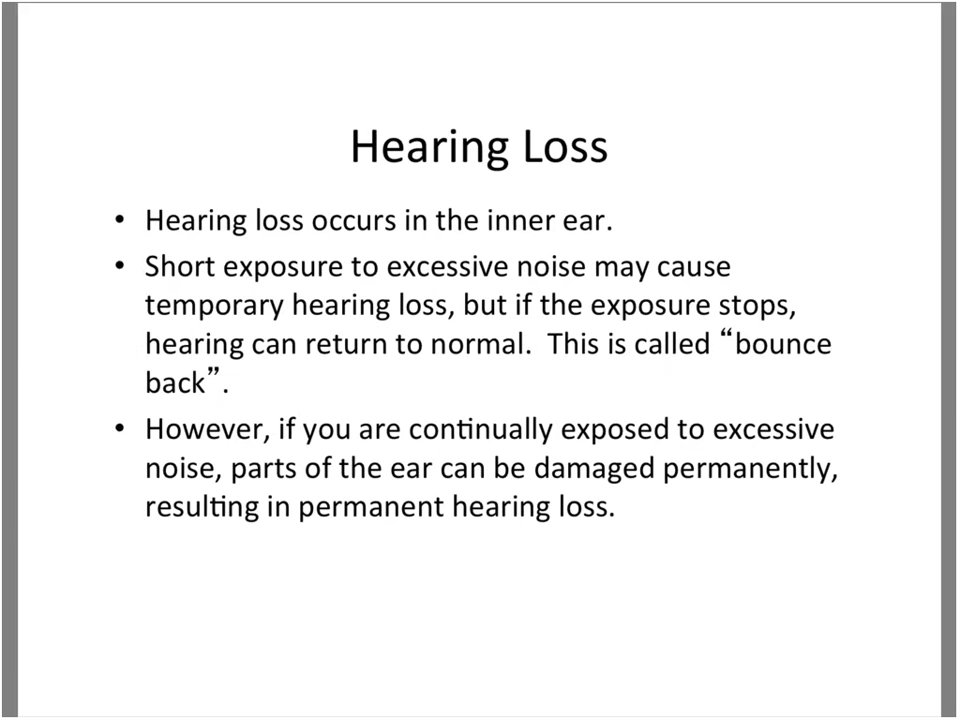 Hearing Loss
• Hearing loss occurs in the inner ear.
• Short exposure to excessive noise may cause
temporary hearing loss, but if the exposure stops,
hearing can return to normal.  This is called “bounce
back”.
• However, if you are continually exposed to excessive
noise, parts of the ear can be damaged permanently,
resulting in permanent hearing loss.